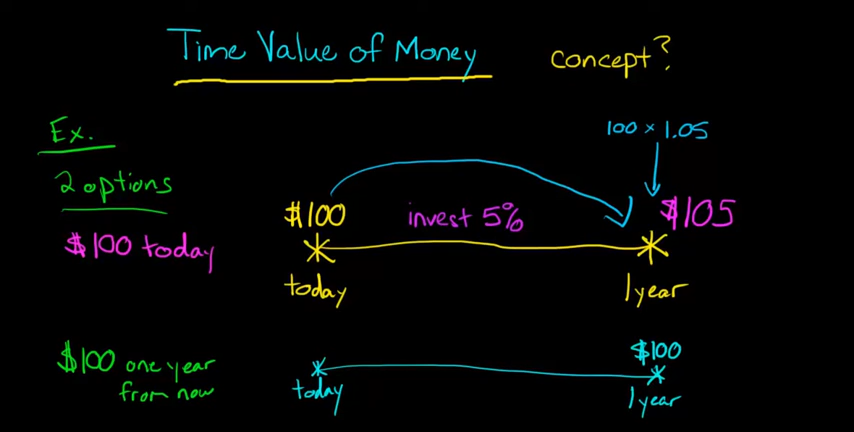 Time Value of Money
concept?
Ex.
2 options
$100 today
100 × 1.05
$100
invest 5%
$105
today
1 year
$100 one year
from now
$100
today
1 year